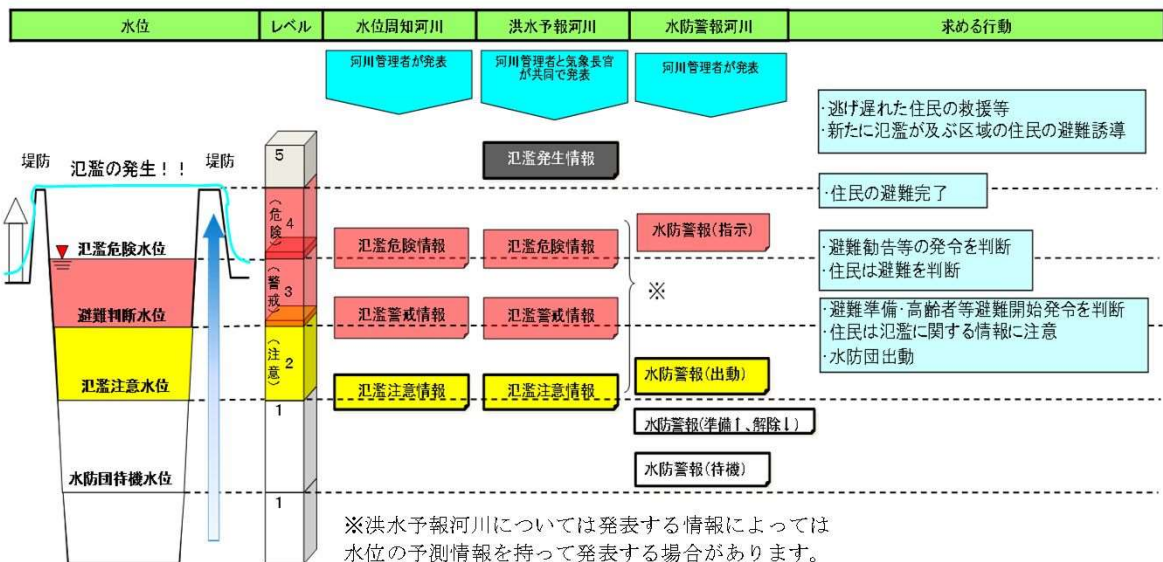 水位 レベル 水位周知河川 洪水予報河川 水防警報河川 求める行動
河川管理者が発表
河川管理者と気象長官
が共同で発表
河川管理者が発表
・逃げ遅れた住民の救援等
・新たに氾濫が及ぶ区域の住民の避難誘導
堤防 氾濫の発生!! 堤防
5
氾濫発生情報
・住民の避難完了
(危険)
4
氾濫危険水位
氾濫危険情報
氾濫危険情報
水防警報(指示)
・避難勧告等の発令を判断
・住民は避難を判断
(警戒)
3
※
避難判断水位
氾濫警戒情報
氾濫警戒情報
・避難準備・高齢者等避難開始発令を判断
・住民は氾濫に関する情報に注意
・水防団出動
(注意)
2
氾濫注意水位
氾濫注意情報
氾濫注意情報
水防警報(出動)
1
水防警報(準備↑、解除↓)
水防団待機水位
水防警報(待機)
1
※洪水予報河川については発表する情報によっては
水位の予測情報を持って発表する場合があります。